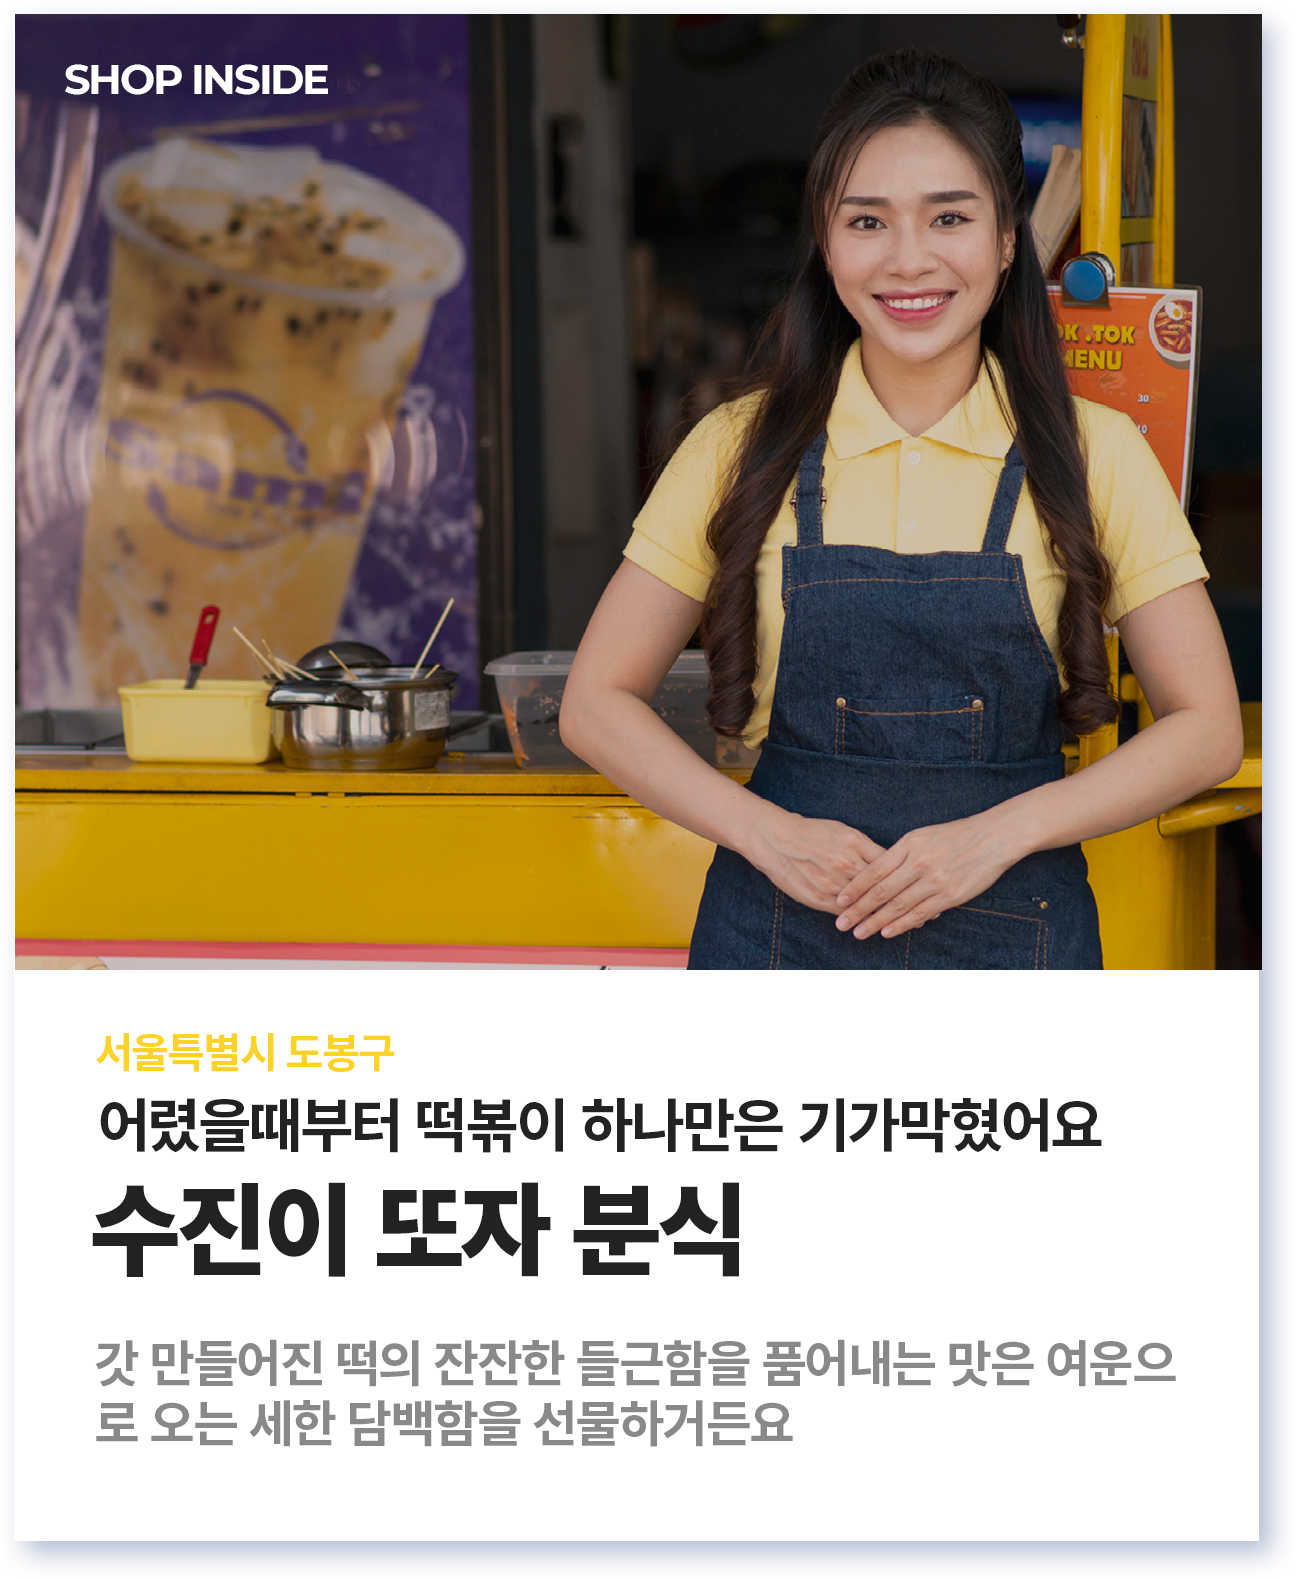 SHOP INSIDE
OK .TOK
MENU
30
10
서울특별시 도봉구
어렸을때부터 떡볶이 하나만은 기가막혔어요
수진이 또자 분식
갓 만들어진 떡의 잔잔한 들근함을 품어내는 맛은 여운으
로 오는 세한 담백함을 선물하거든요